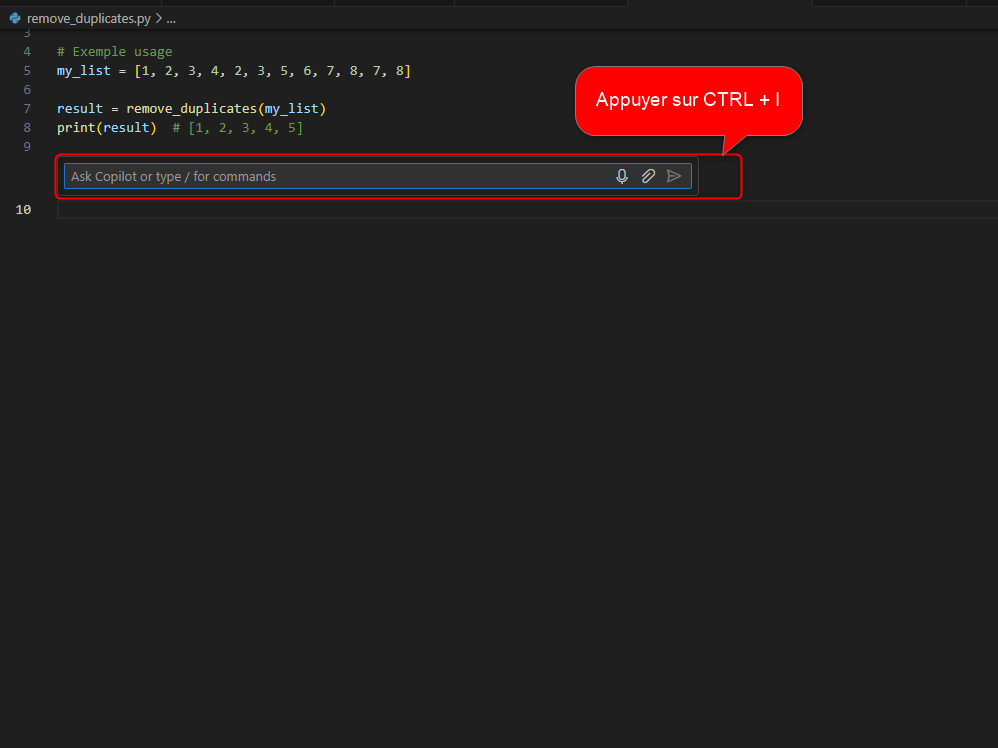 remove_duplicates.py > ...
3
4 # Exemple usage
5 my_list = [1, 2, 3, 4, 2, 3, 5, 6, 7, 8, 7, 8]
6
7 result = remove_duplicates(my_list)
8 print(result)  # [1, 2, 3, 4, 5]
9
Appuyer sur CTRL + I
Ask Copilot or type / for commands
10